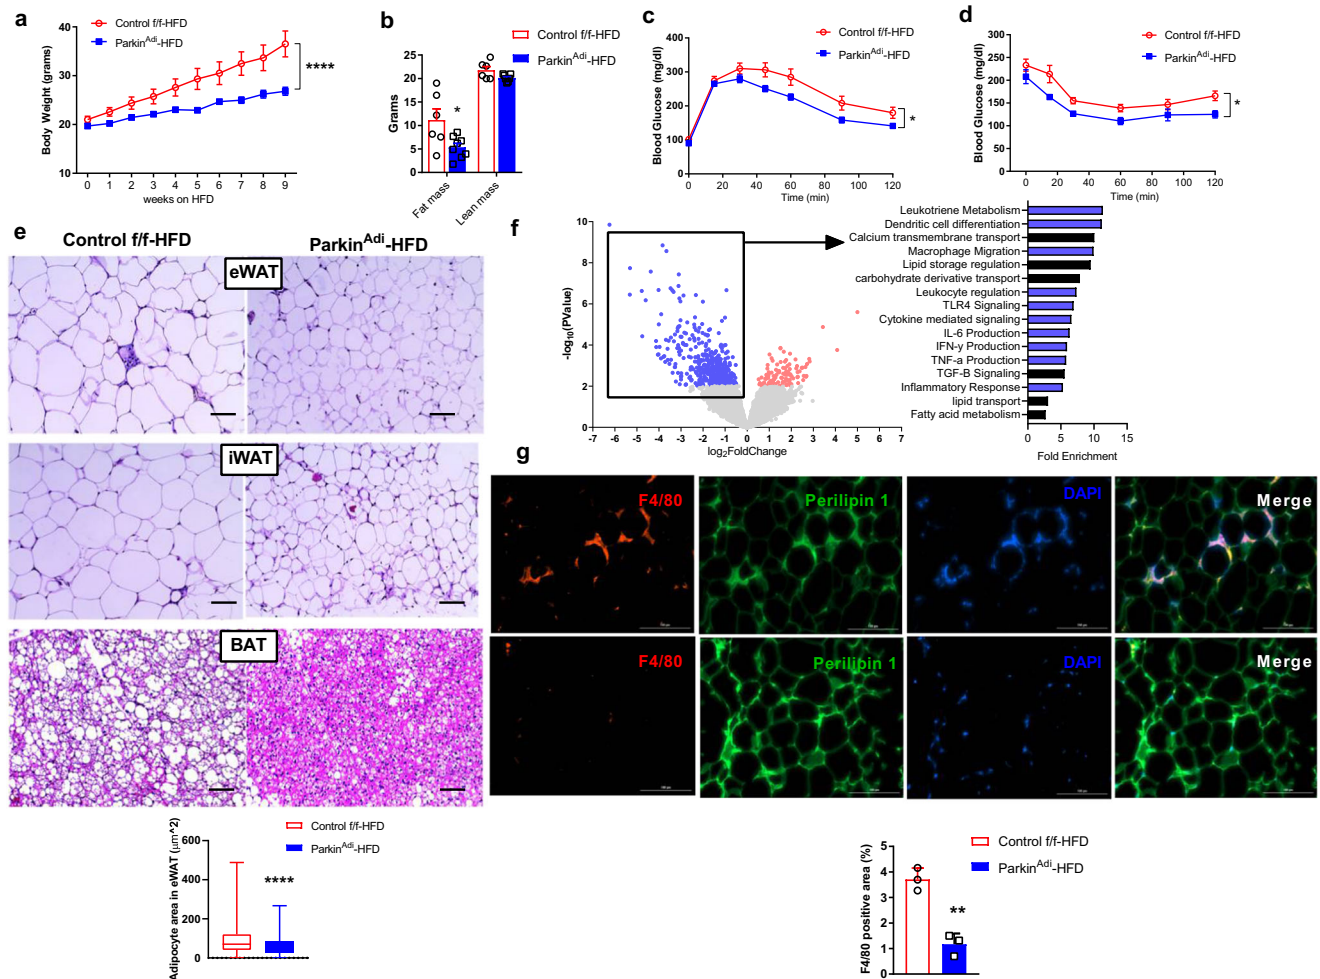 a
Control f/f-HFD
ParkinAdi-HFD
40
30
20
10
Body Weight (grams)
****
0 1 2 3 4 5 6 7 8 9
weeks on HFD
b
Control f/f-HFD
ParkinAdi-HFD
25
20
15
10
5
0
Grams
*
Fat mass
Lean mass
c
Control f/f-HFD
ParkinAdi-HFD
400
300
200
100
0
Blood Glucose (mg/dl)
*
0 20 40 60 80 100 120
Time (min)
d
Control f/f-HFD
ParkinAdi-HFD
300
250
200
150
100
50
0
Blood Glucose (mg/dl)
*
0 20 40 60 80 100 120
Time (min)
e
Control f/f-HFD
ParkinAdi-HFD
eWAT
iWAT
BAT
Control f/f-HFD
ParkinAdi-HFD
600
400
200
0
Adipocyte area in eWAT (μm^2)
****
f
10
8
6
4
2
0
-log10(PValue)
-7 -6 -5 -4 -3 -2 -1 0 1 2 3 4 5 6 7
log2FoldChange
Leukotriene Metabolism
Dendritic cell differentiation
Calcium transmembrane transport
Macrophage Migration
Lipid storage regulation
carbohydrate derivative transport
Leukocyte regulation
TLR4 Signaling
Cytokine mediated signaling
IL-6 Production
IFN-y Production
TNF-a Production
TGF-B Signaling
Inflammatory Response
lipid transport
Fatty acid metabolism
0 5 10 15
Fold Enrichment
g
F4/80
Perilipin 1
DAPI
Merge
F4/80
Perilipin 1
DAPI
Merge
Control f/f-HFD
ParkinAdi-HFD
5
4
3
2
1
0
F4/80 positive area (%)
**